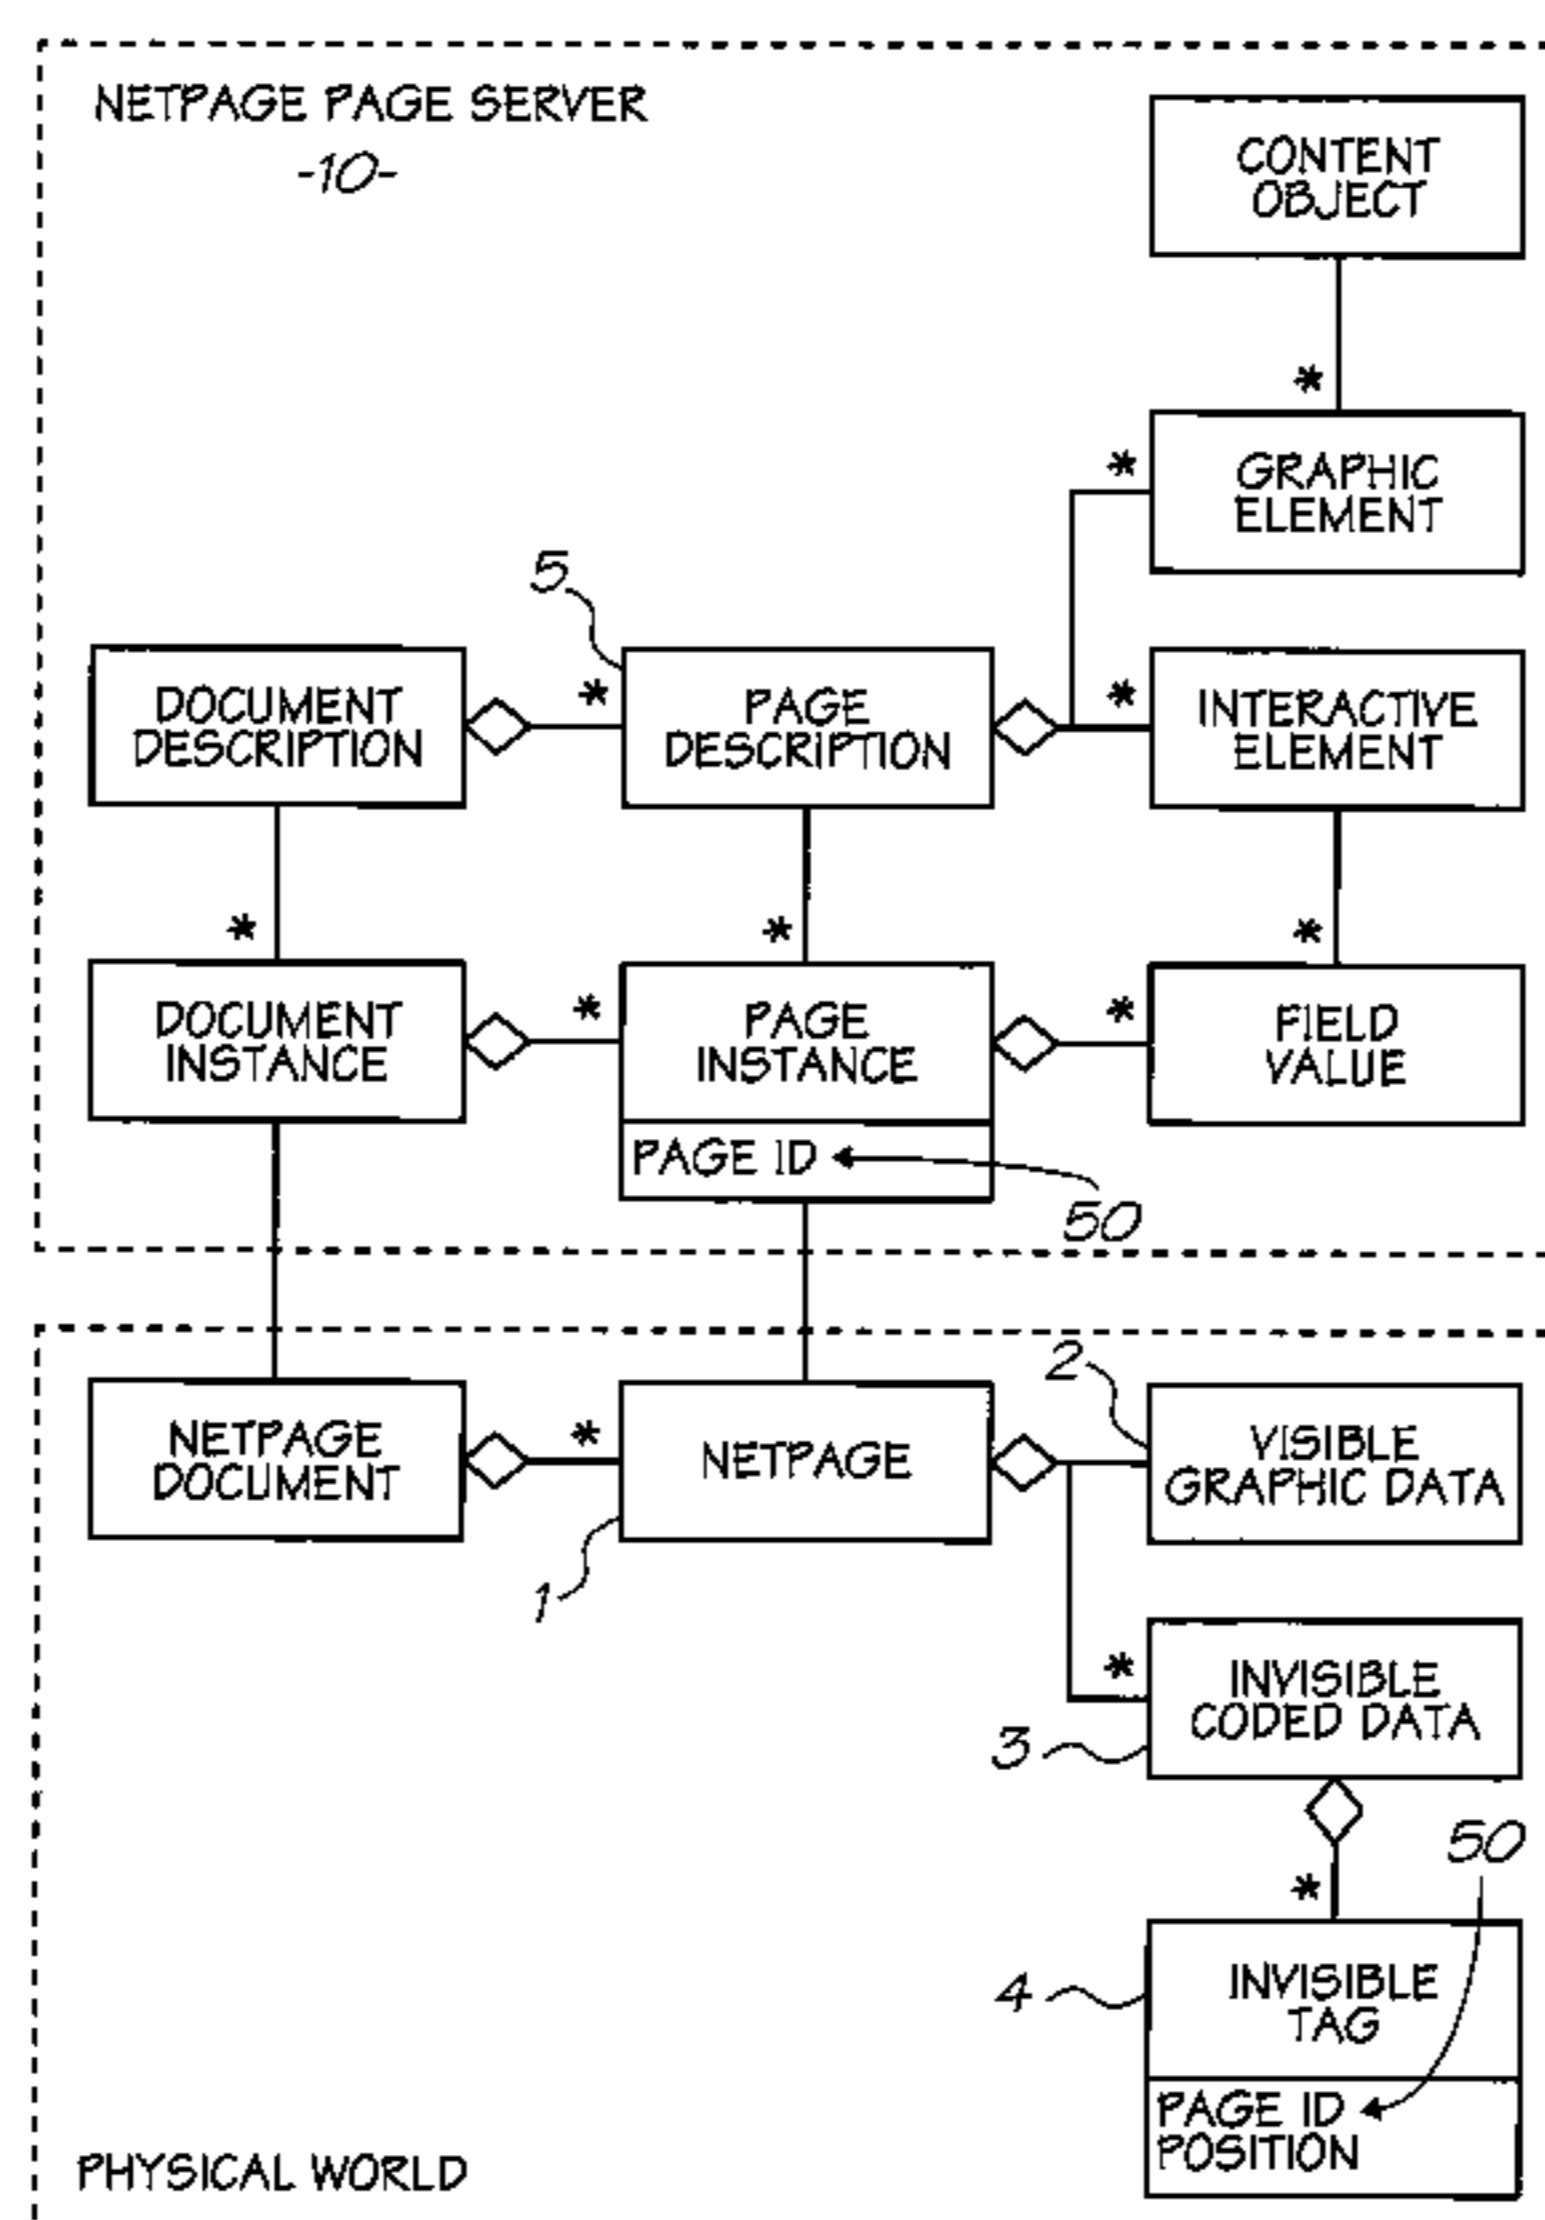 NETPAGE PAGE SERVER
-10-
CONTENT
OBJECT
*
*
GRAPHIC
ELEMENT
5
DOCUMENT
DESCRIPTION
*
PAGE
DESCRIPTION
*
INTERACTIVE
ELEMENT
*
*
*
DOCUMENT
INSTANCE
*
PAGE
INSTANCE
*
FIELD
VALUE
PAGE ID
50
2
NETPAGE
DOCUMENT
*
NETPAGE
VISIBLE
GRAPHIC DATA
1
*
INVISIBLE
CODED DATA
3
50
*
4
INVISIBLE
TAG
PAGE ID
POSITION
PHYSICAL WORLD